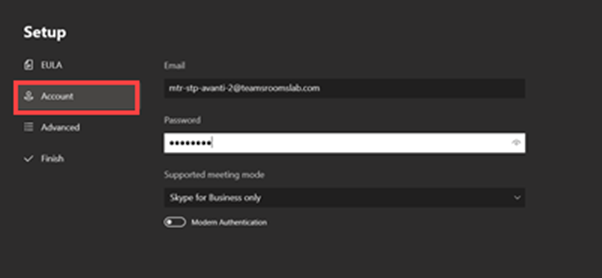 Setup
EULA
Account
Advanced
Finish
Email
mtr-stp-avanti-2@teamsroomslab.com
Password
●●●●●●●●
Supported meeting mode
Skype for Business only
Modern Authentication